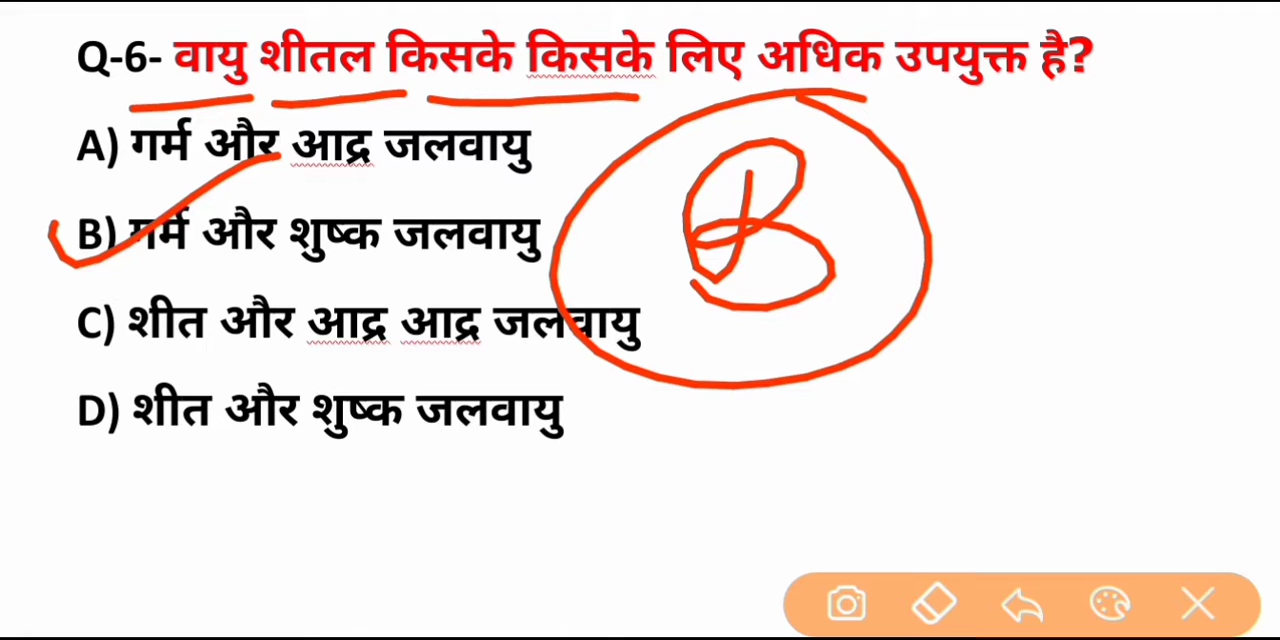 Q-6- वायु शीतल किसके किसके लिए अधिक उपयुक्त है?
A) गर्म और आद्र जलवायु
B) गर्म और शुष्क जलवायु
B
C) शीत और आद्र आद्र जलवायु
D) शीत और शुष्क जलवायु